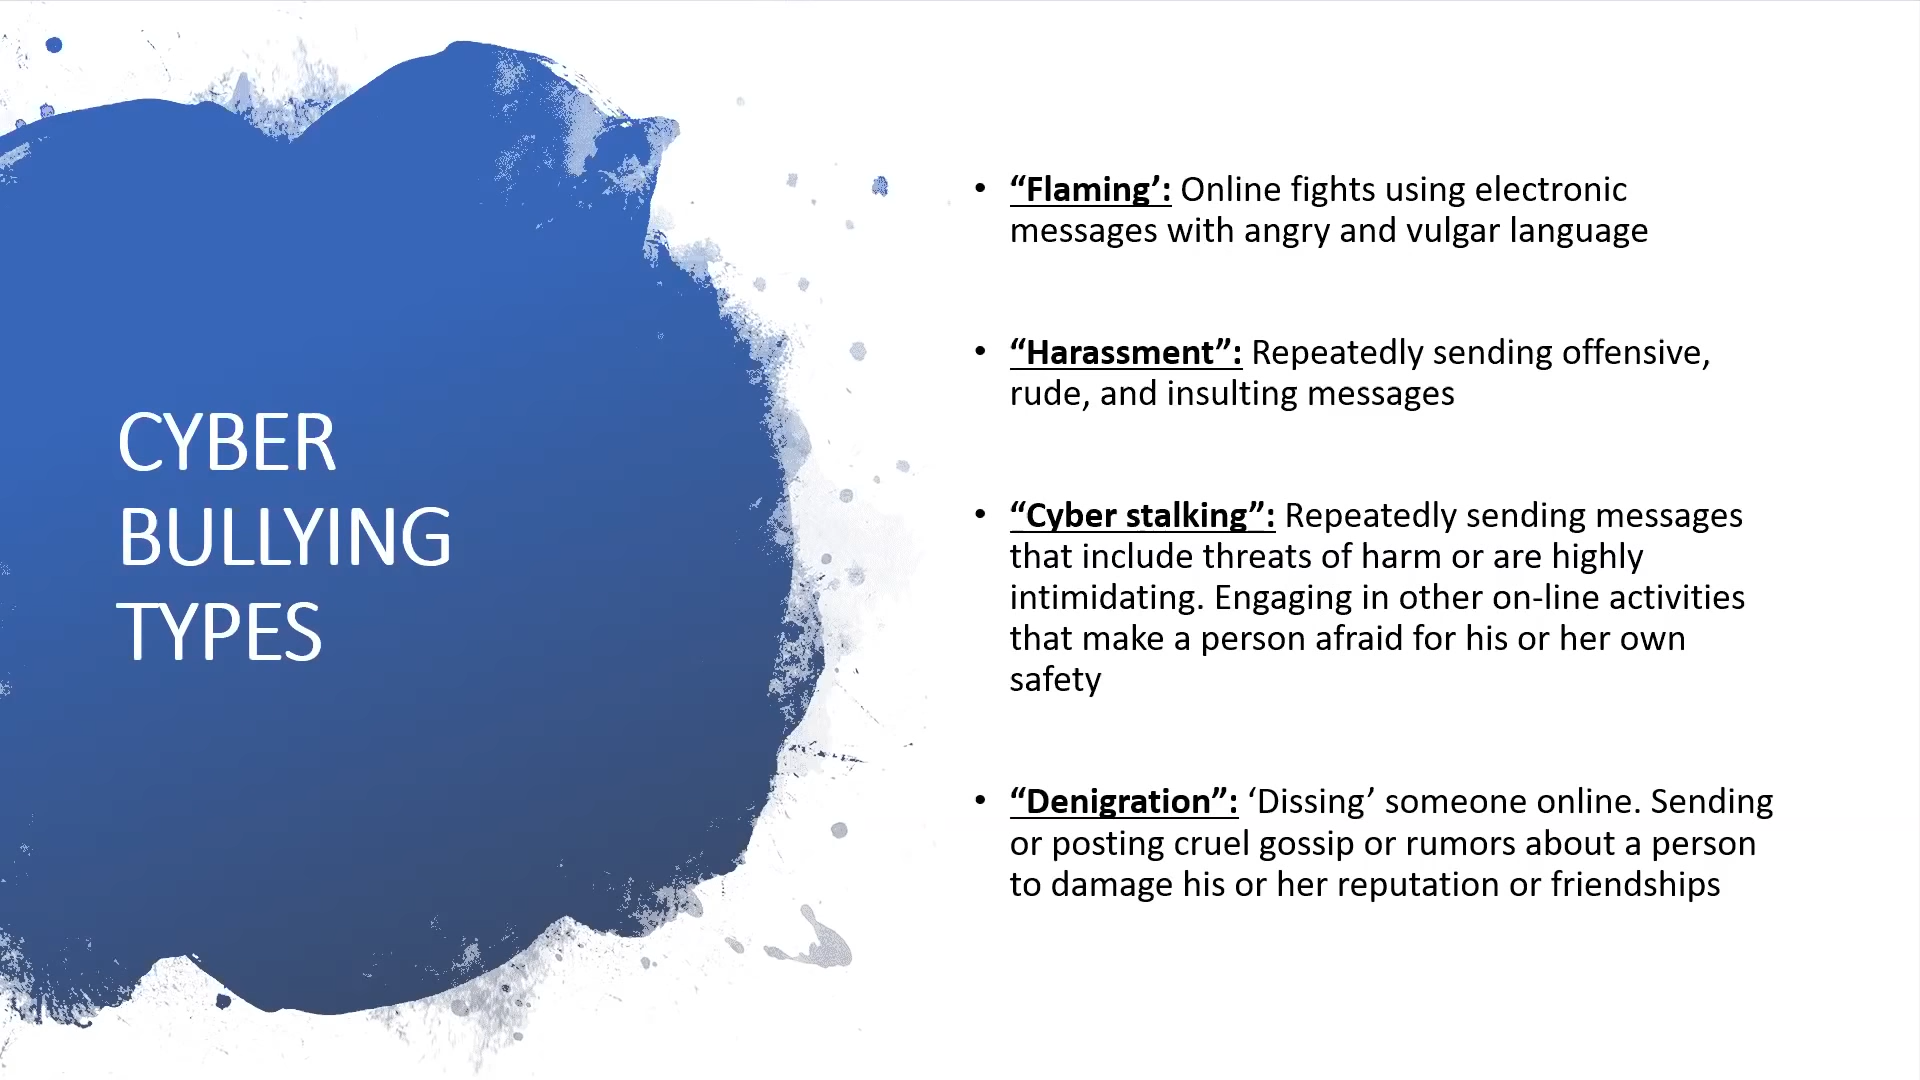 CYBER
BULLYING
TYPES
• “Flaming’: Online fights using electronic
messages with angry and vulgar language
• “Harassment”: Repeatedly sending offensive,
rude, and insulting messages
• “Cyber stalking”: Repeatedly sending messages
that include threats of harm or are highly
intimidating. Engaging in other on-line activities
that make a person afraid for his or her own
safety
• “Denigration”: ‘Dissing’ someone online. Sending
or posting cruel gossip or rumors about a person
to damage his or her reputation or friendships